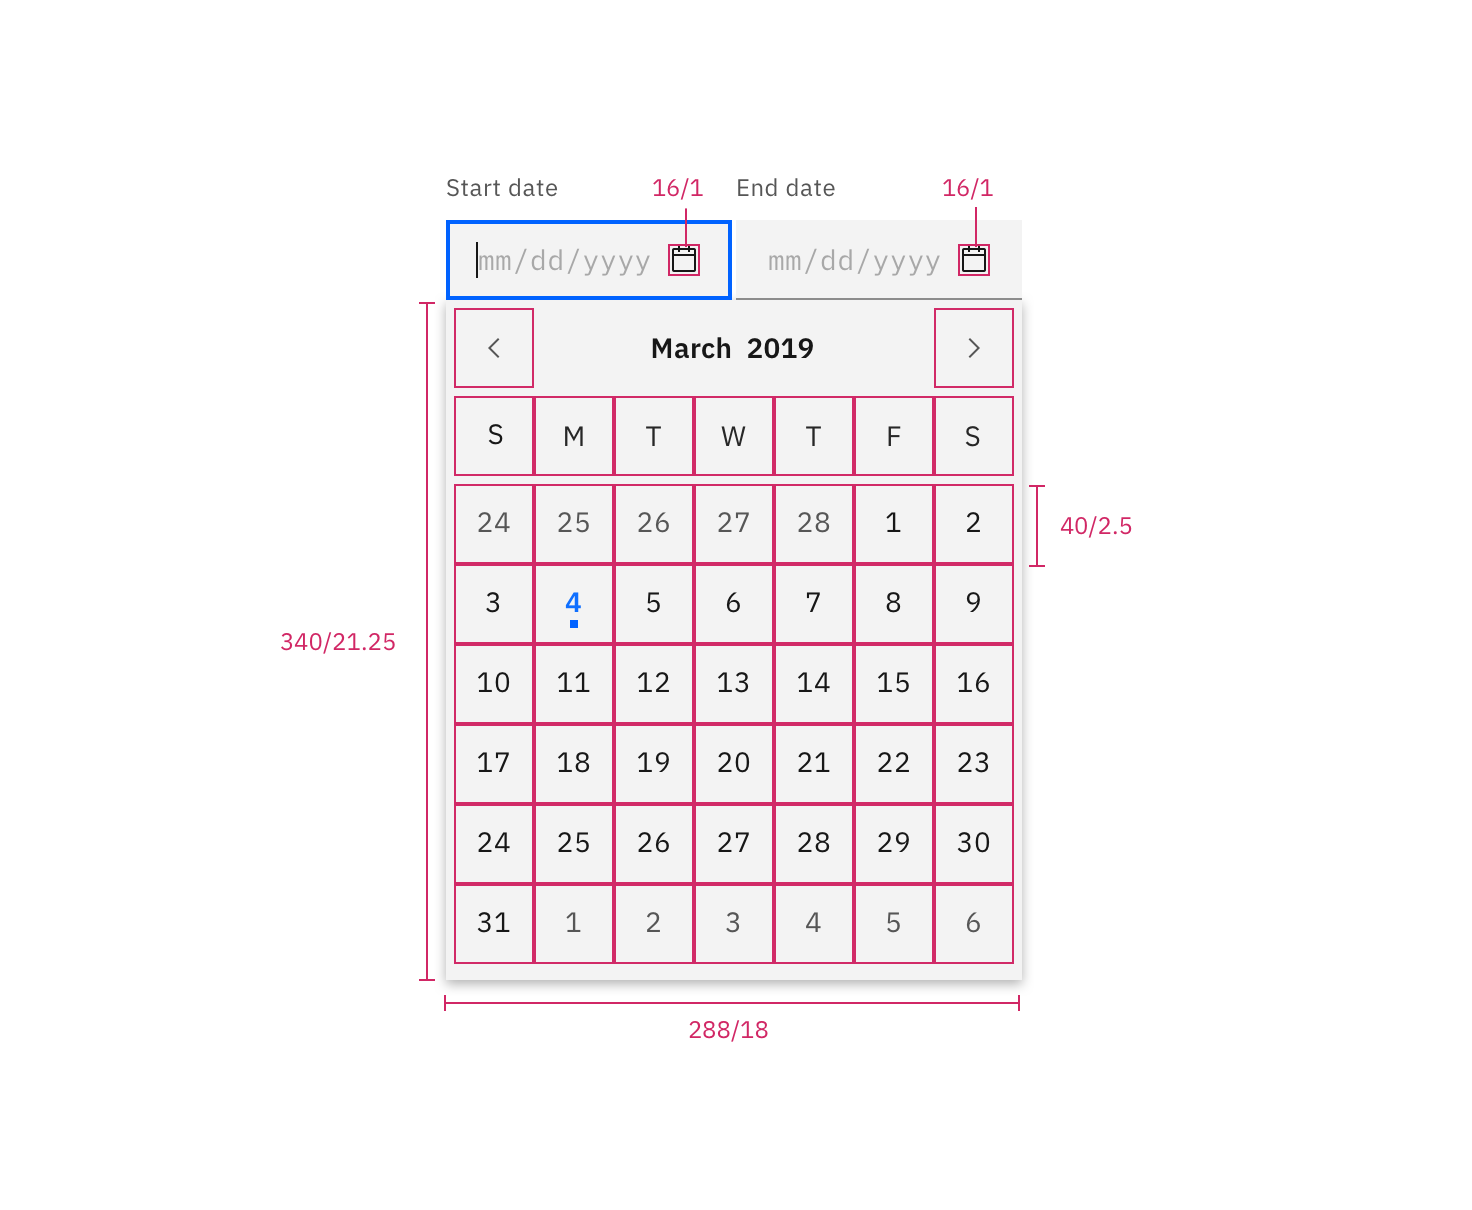 Start date 16/1 End date 16/1
mm/dd/yyyy mm/dd/yyyy
March 2019
S M T W T F S
24 25 26 27 28 1 2
40/2.5
3 4 5 6 7 8 9
340/21.25
10 11 12 13 14 15 16
17 18 19 20 21 22 23
24 25 26 27 28 29 30
31 1 2 3 4 5 6
288/18